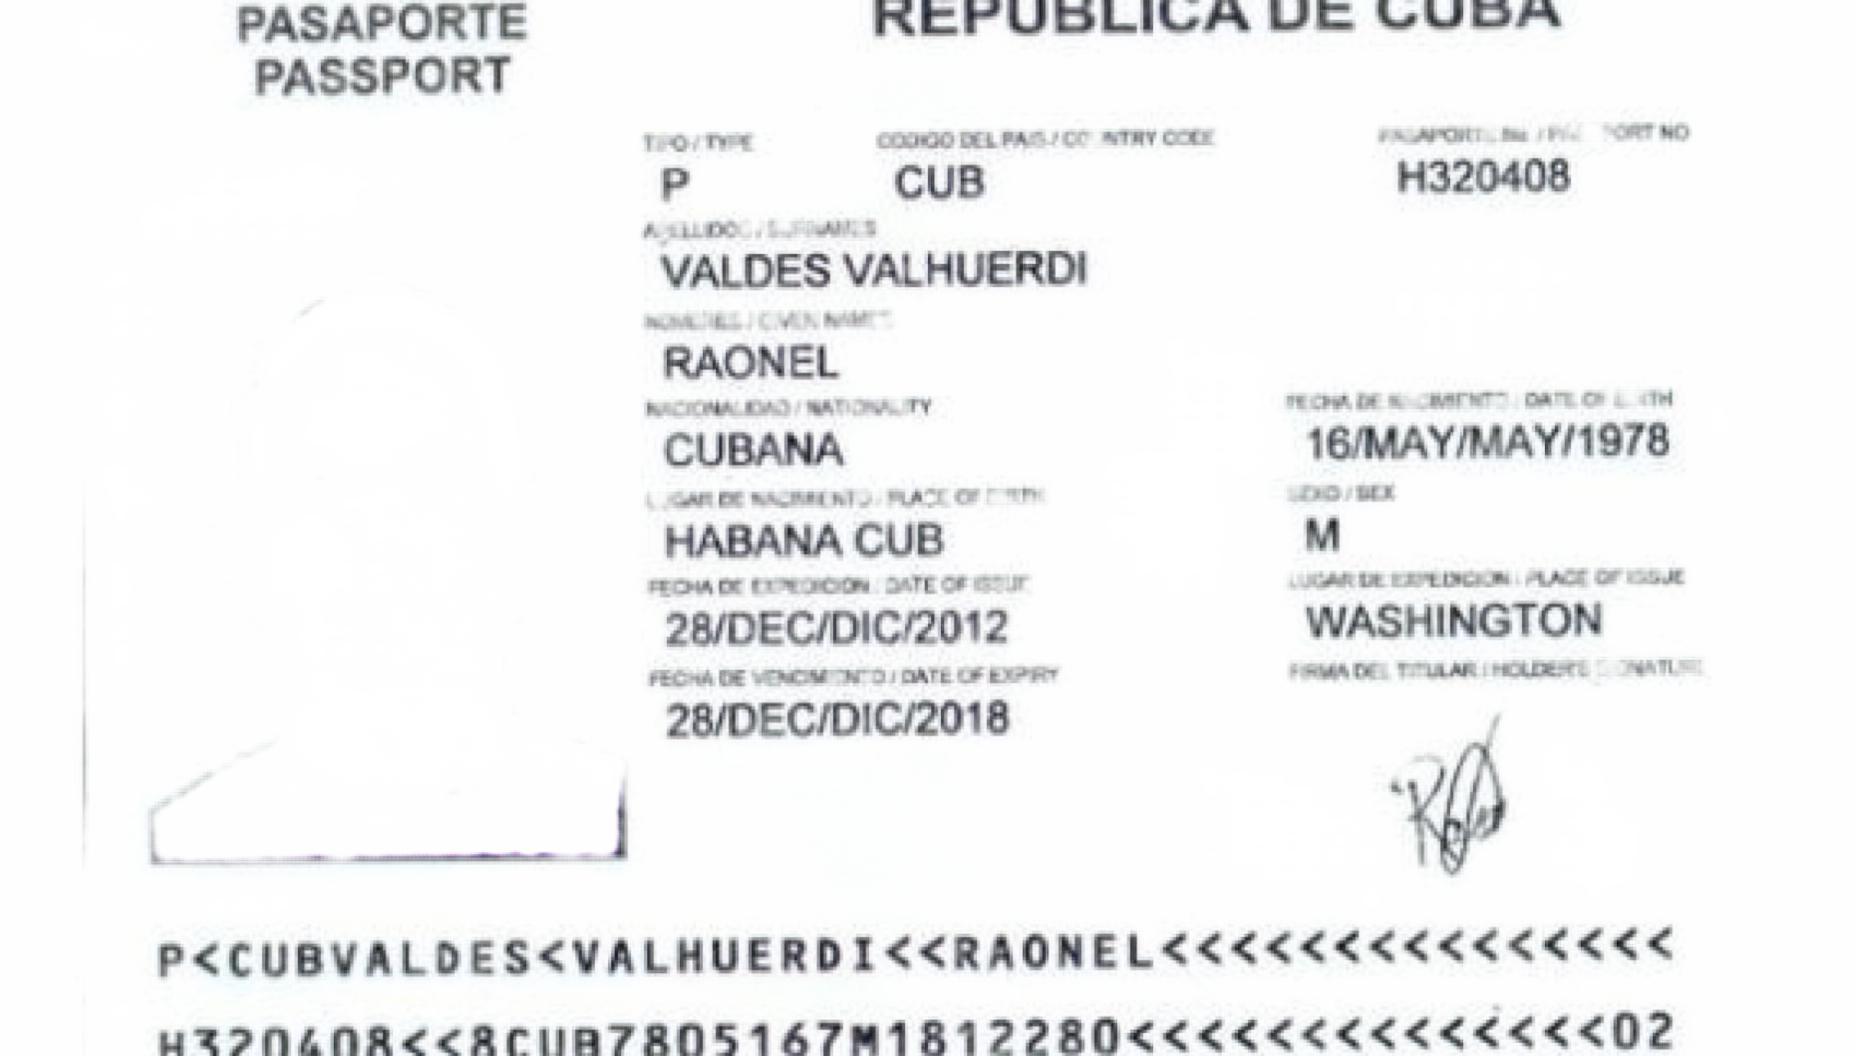 PASAPORTE
PASSPORT
REPUBLICA DE CUBA
TIPO / TYPE
CODIGO DEL PAIS / COUNTRY CODE
PASAPORTE No. / PASSPORT NO
P
CUB
H320408
APELLIDOS / SURNAMES
VALDES VALHUERDI
NOMBRES / GIVEN NAMES
RAONEL
NACIONALIDAD / NATIONALITY
FECHA DE NACIMIENTO / DATE OF BIRTH
CUBANA
16/MAY/MAY/1978
LUGAR DE NACIMIENTO / PLACE OF BIRTH
SEXO / SEX
HABANA CUB
M
FECHA DE EXPEDICION / DATE OF ISSUE
LUGAR DE EXPEDICION / PLACE OF ISSUE
28/DEC/DIC/2012
WASHINGTON
FECHA DE VENCIMIENTO / DATE OF EXPIRY
FIRMA DEL TITULAR / HOLDER'S SIGNATURE
28/DEC/DIC/2018
P<CUBVALDES<VALHUERDI<<RAONEL<<<<<<<<<<<<<<<
H320408<<8CUB7805167M1812280<<<<<<<<<<<<<<02